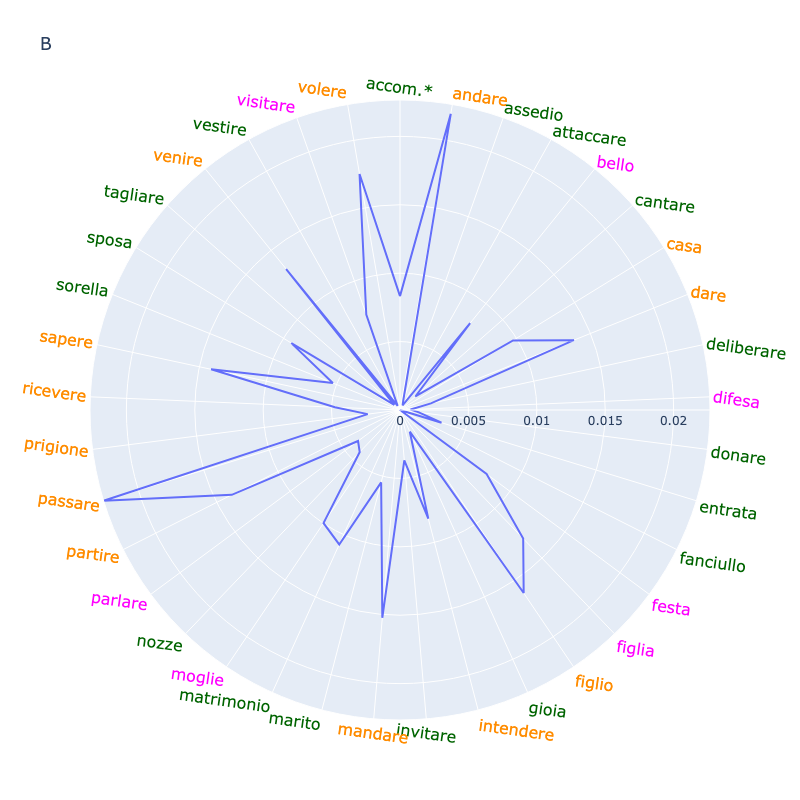 B
accom.*
andare
assedio
attaccare
bello
cantare
casa
dare
deliberare
difesa
donare
entrata
fanciullo
festa
figlia
figlio
gioia
intendere
invitare
mandare
marito
matrimonio
moglie
nozze
parlare
partire
passare
prigione
ricevere
sapere
sorella
sposa
tagliare
venire
vestire
visitare
volere
0 0.005 0.01 0.015 0.02